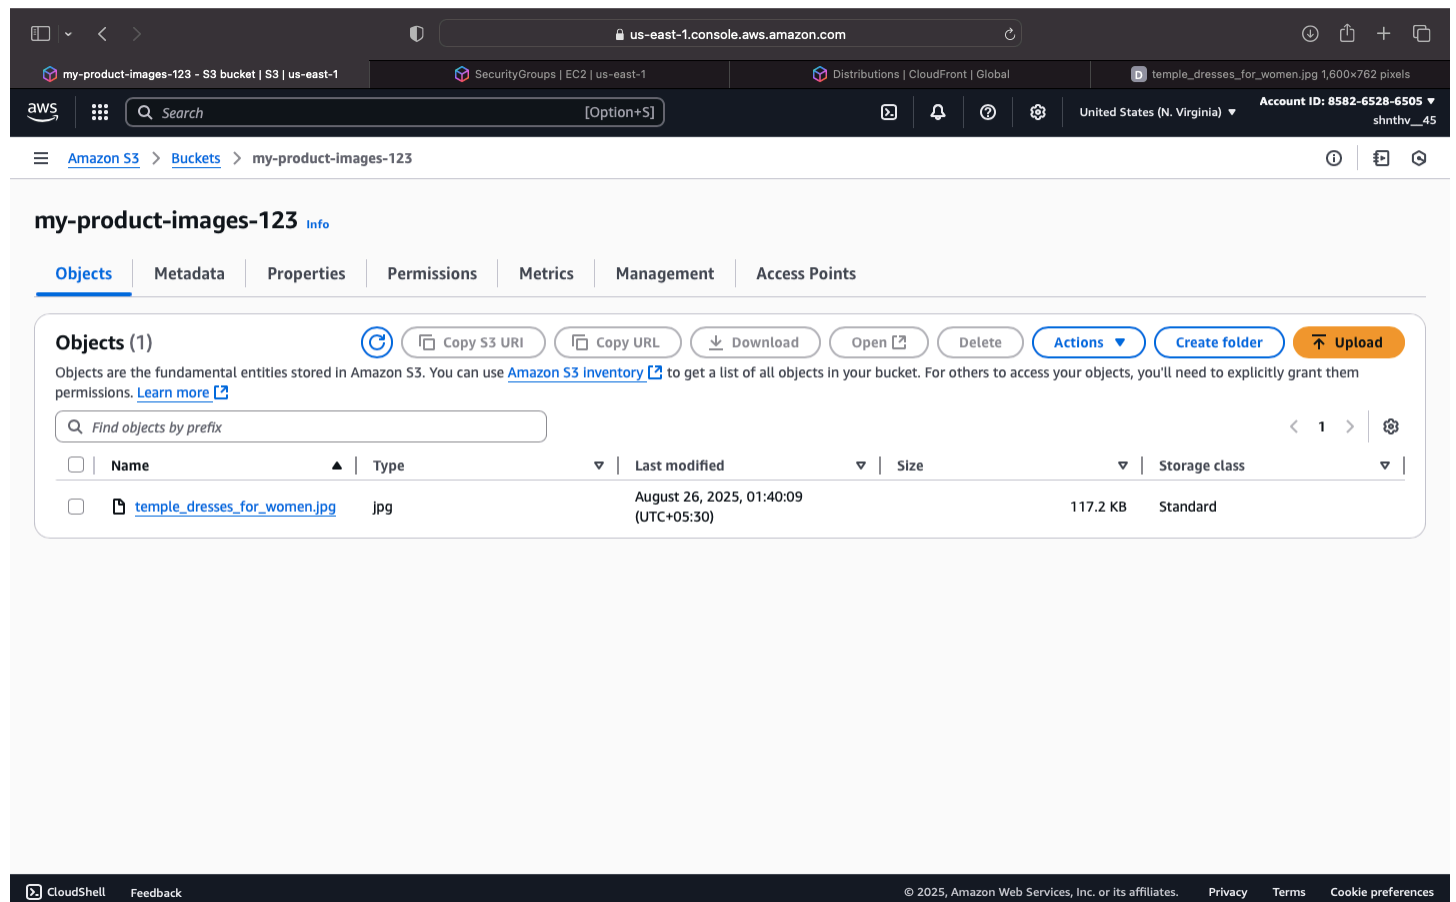 us-east-1.console.aws.amazon.com
my-product-images-123 - S3 bucket | S3 | us-east-1
SecurityGroups | EC2 | us-east-1
Distributions | CloudFront | Global
D temple_dresses_for_women.jpg 1,600×762 pixels
aws
Search [Option+S]
United States (N. Virginia)
Account ID: 8582-6528-6505
shnthv__45
Amazon S3 > Buckets > my-product-images-123
my-product-images-123 Info
Objects Metadata Properties Permissions Metrics Management Access Points
Objects (1) Copy S3 URI Copy URL Download Open Delete Actions Create folder Upload
Objects are the fundamental entities stored in Amazon S3. You can use Amazon S3 inventory to get a list of all objects in your bucket. For others to access your objects, you'll need to explicitly grant them
permissions. Learn more
Find objects by prefix
1
Name Type Last modified Size Storage class
temple_dresses_for_women.jpg jpg August 26, 2025, 01:40:09 117.2 KB Standard
(UTC+05:30)
CloudShell Feedback © 2025, Amazon Web Services, Inc. or its affiliates. Privacy Terms Cookie preferences